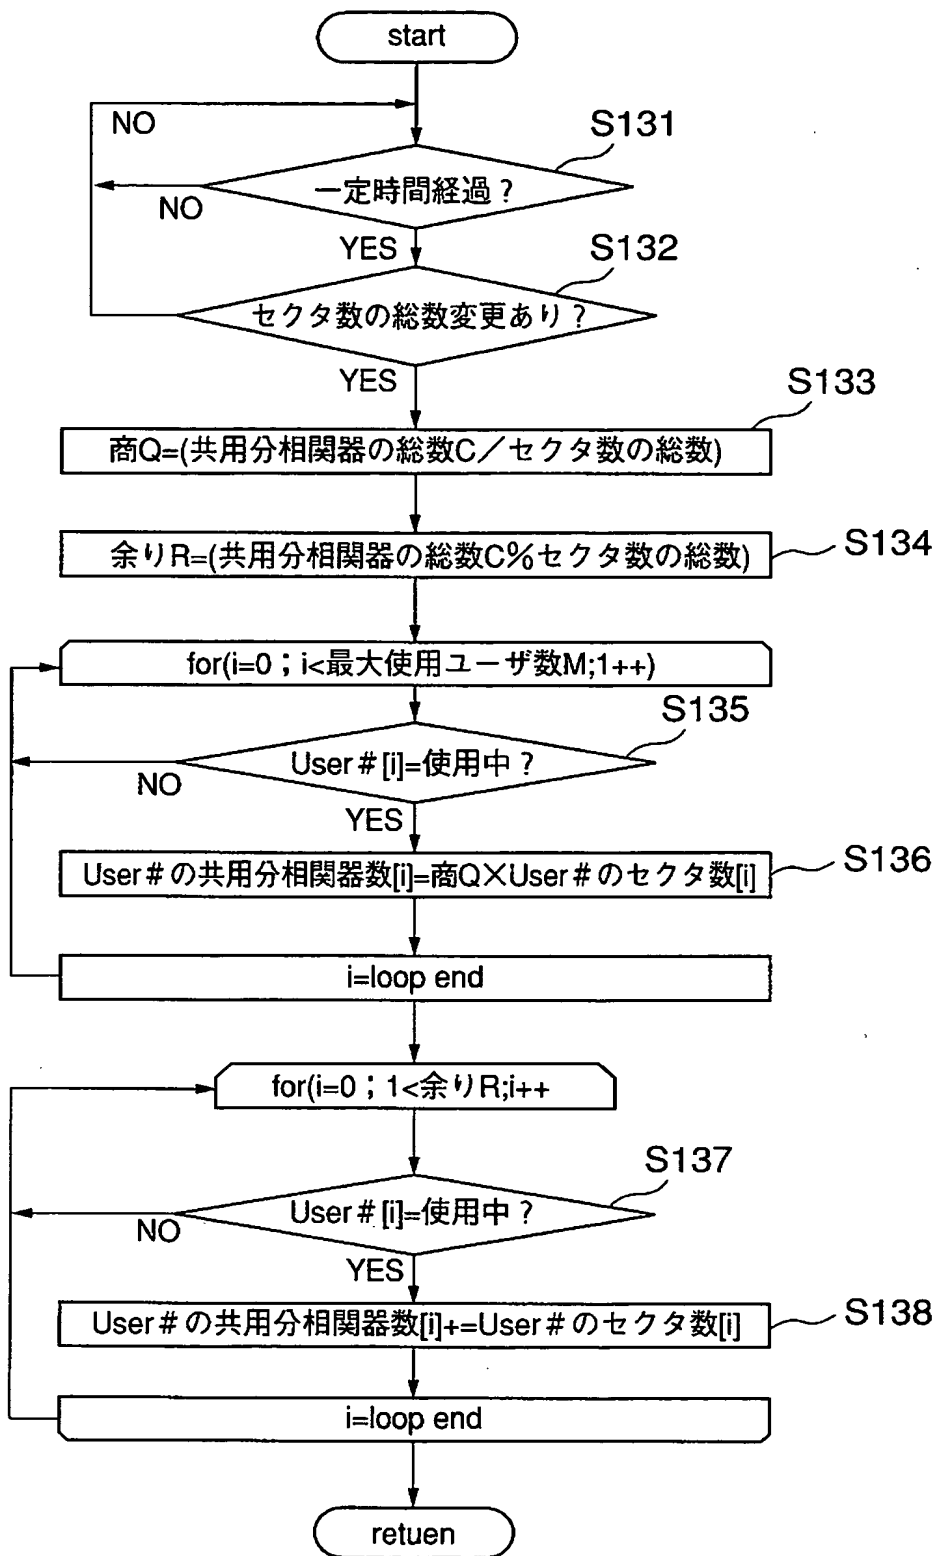 start
NO
S131
一定時間経過？
NO
YES
S132
セクタ数の総数変更あり？
YES
S133
商Q=(共用分相関器の総数C／セクタ数の総数)
余りR=(共用分相関器の総数C%セクタ数の総数)
S134
for(i=0；i<最大使用ユーザ数M;1++)
S135
User＃[i]=使用中？
NO
YES
User＃の共用分相関器数[i]=商Q×User＃のセクタ数[i]
S136
i=loop end
for(i=0；1<余りR;i++
S137
User＃[i]=使用中？
NO
YES
User＃の共用分相関器数[i]+=User＃のセクタ数[i]
S138
i=loop end
retuen